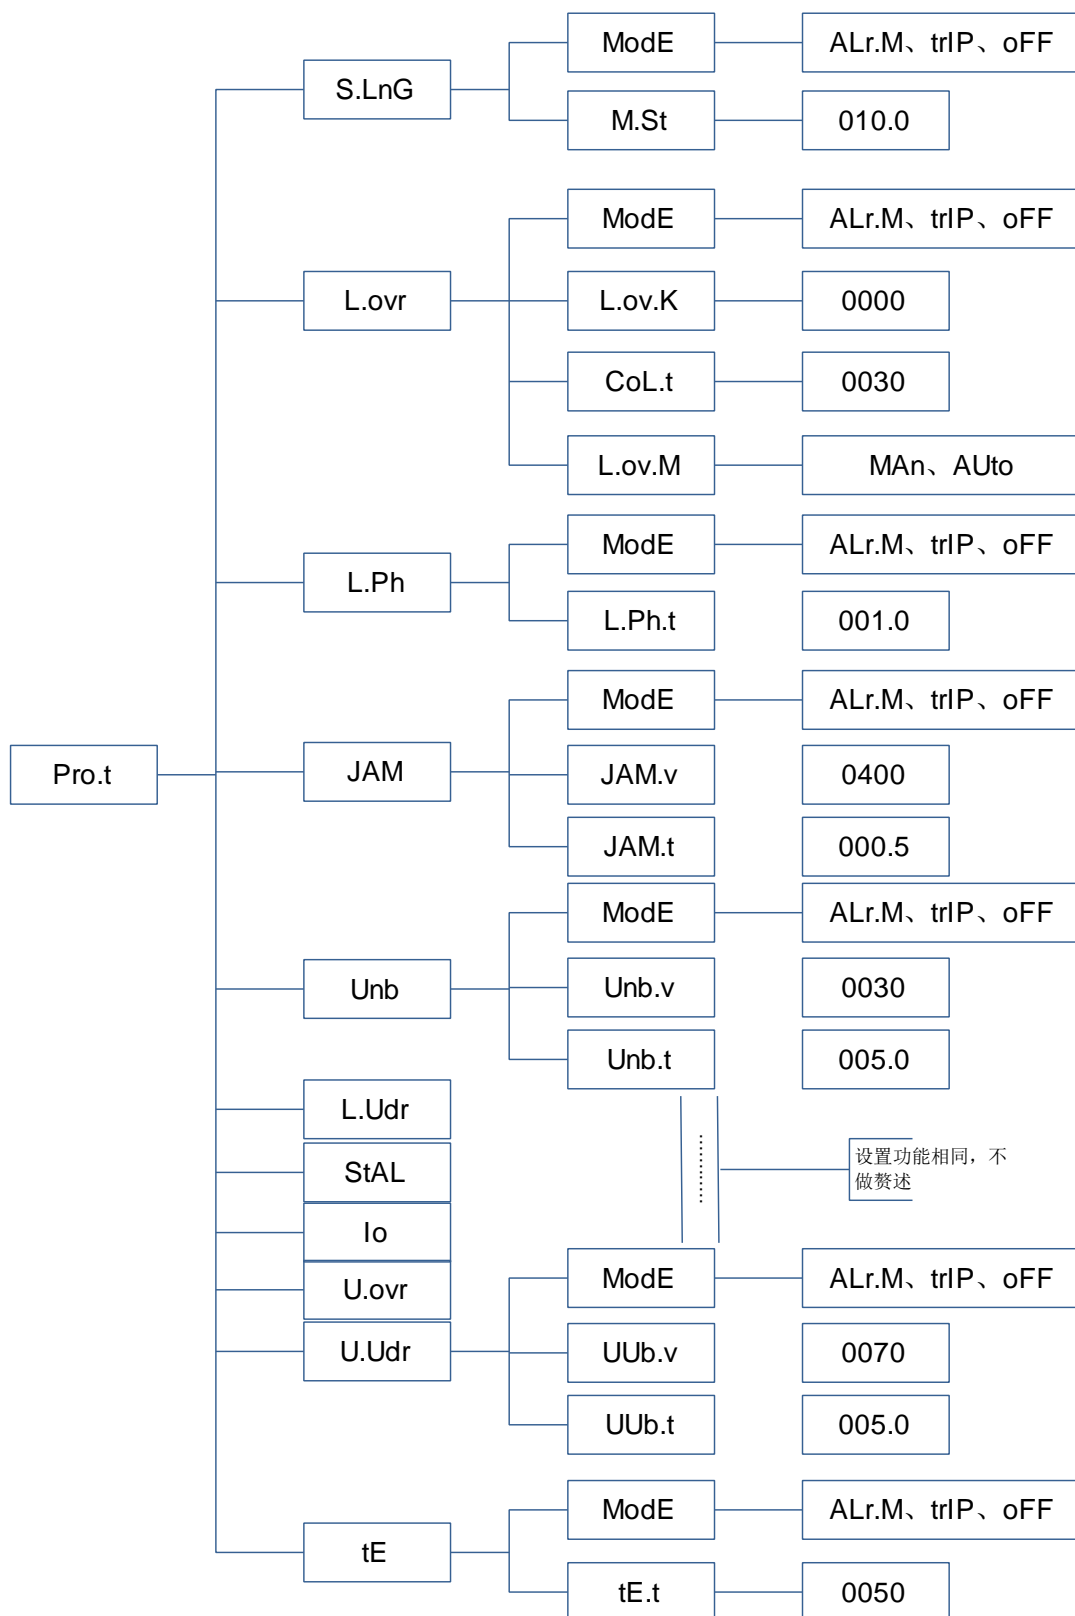 Pro.t
S.LnG
ModE
ALr.M、trIP、oFF
M.St
010.0
L.ovr
ModE
ALr.M、trIP、oFF
L.ov.K
0000
CoL.t
0030
L.ov.M
MAn、AUto
L.Ph
ModE
ALr.M、trIP、oFF
L.Ph.t
001.0
JAM
ModE
ALr.M、trIP、oFF
JAM.v
0400
JAM.t
000.5
Unb
ModE
ALr.M、trIP、oFF
Unb.v
0030
Unb.t
005.0
L.Udr
StAL
Io
U.ovr
………
设置功能相同，不
做赘述
U.Udr
ModE
ALr.M、trIP、oFF
UUb.v
0070
UUb.t
005.0
tE
ModE
ALr.M、trIP、oFF
tE.t
0050